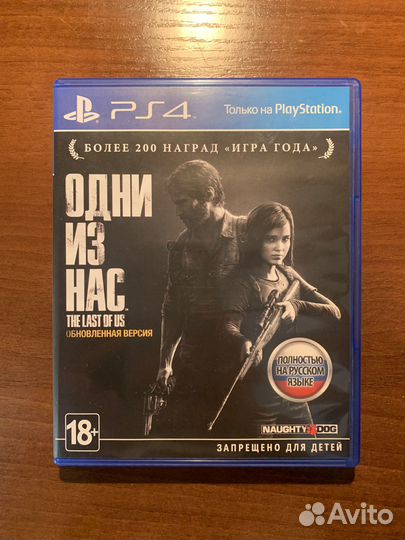 PS4
Только на PlayStation®
БОЛЕЕ 200 НАГРАД «ИГРА ГОДА»
ОДНИ
ИЗ
НАС
THE LAST OF US
ОБНОВЛЕННАЯ ВЕРСИЯ
ПОЛНОСТЬЮ
НА РУССКОМ
ЯЗЫКЕ
NAUGHTY DOG
18+
ЗАПРЕЩЕНО ДЛЯ ДЕТЕЙ
Avito